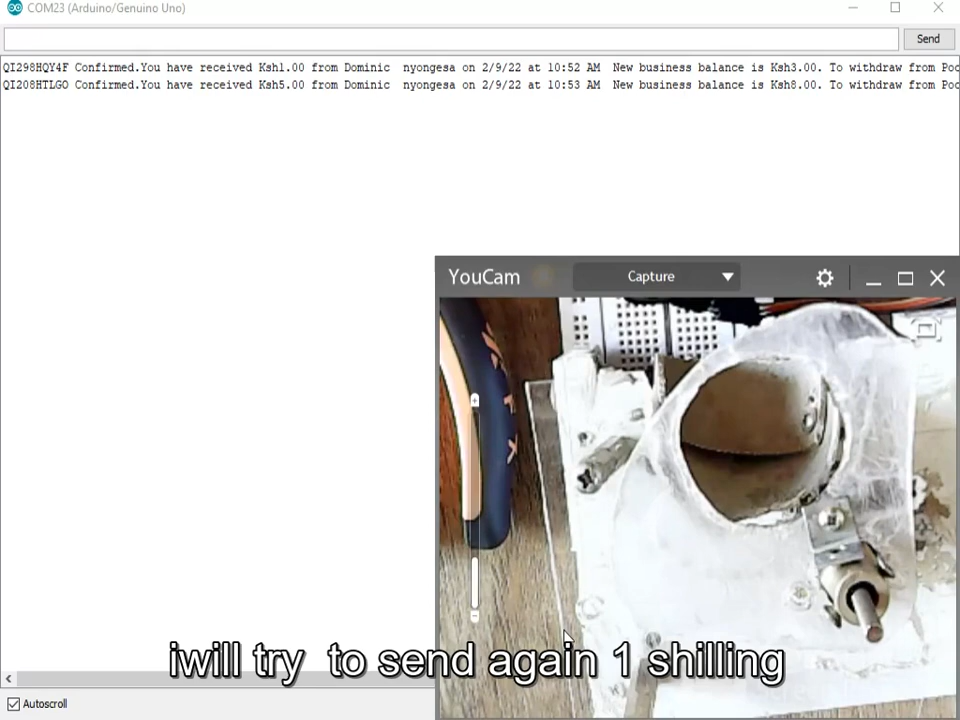 COM23 (Arduino/Genuino Uno)
Send
QI298HQY4F Confirmed.You have received Ksh1.00 from Dominic  nyongesa on 2/9/22 at 10:52 AM  New business balance is Ksh3.00. To withdraw from
QI208HTLGO Confirmed.You have received Ksh5.00 from Dominic  nyongesa on 2/9/22 at 10:53 AM  New business balance is Ksh8.00. To withdraw from
YouCam
Capture
iwill try  to send again 1 shilling
Autoscroll